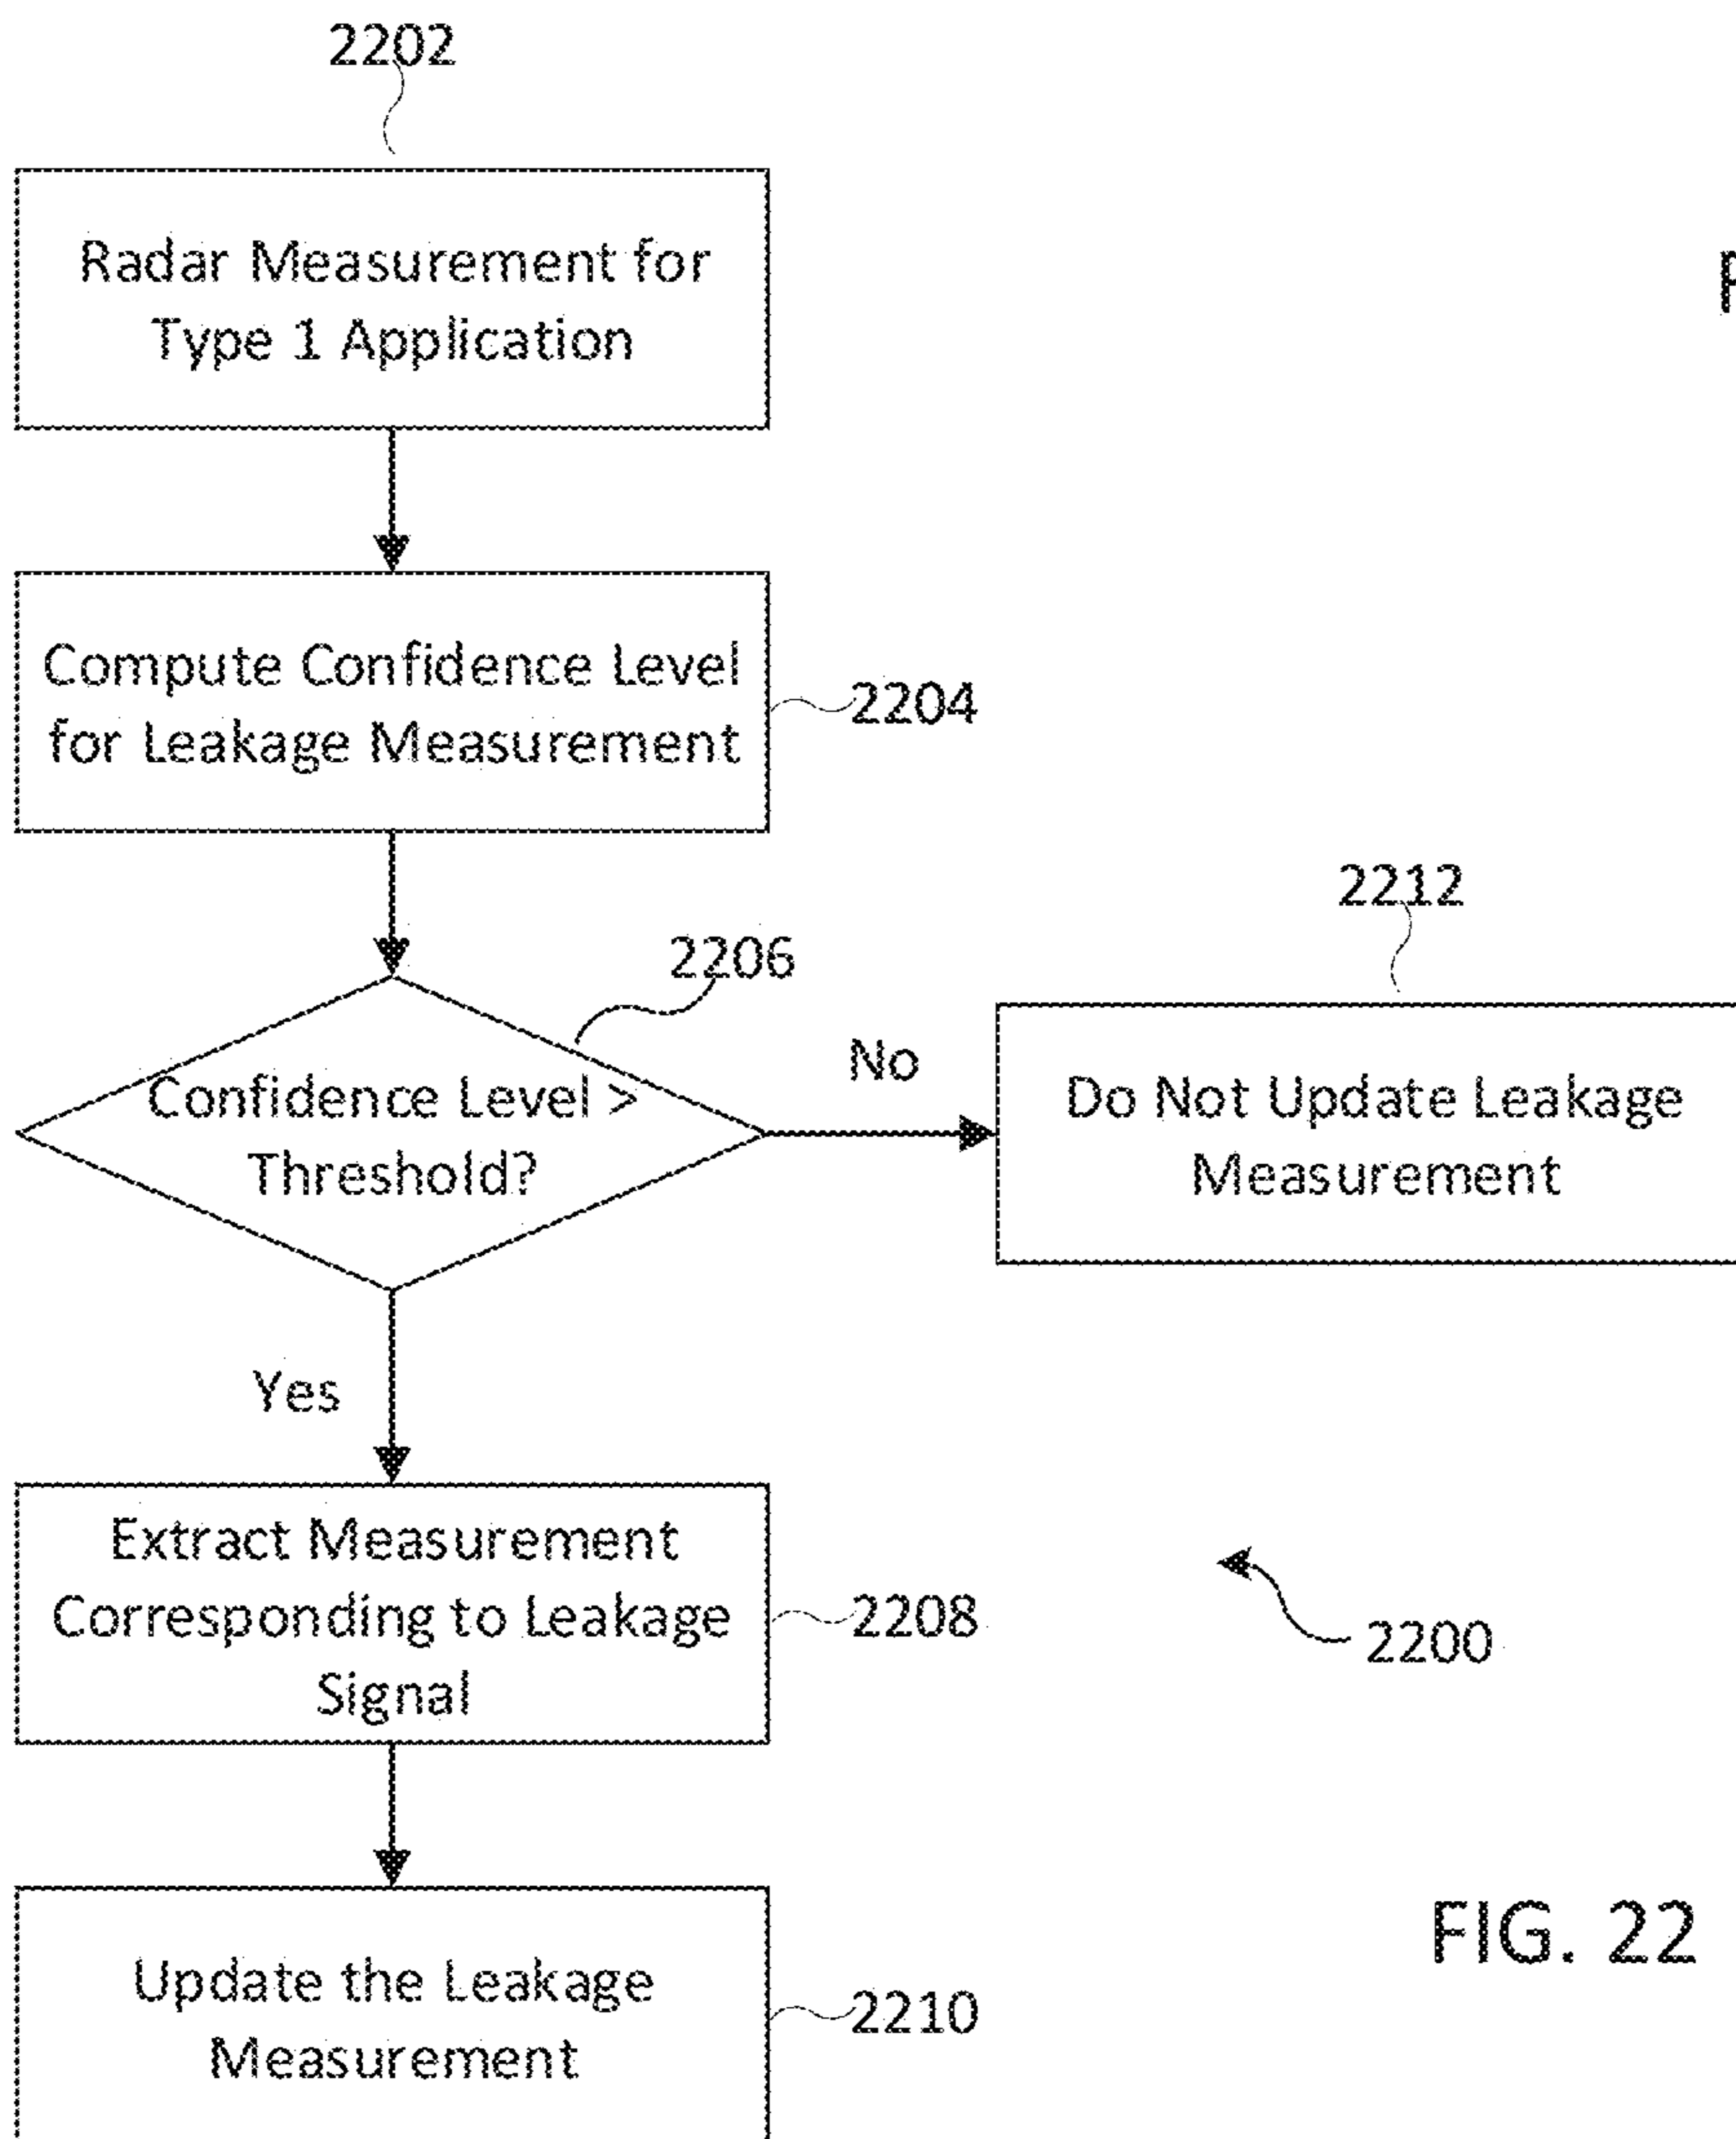 2202
Radar Measurement for
Type 1 Application
Compute Confidence Level
for Leakage Measurement
2204
2206
Confidence Level >
Threshold?
No
2212
Do Not Update Leakage
Measurement
Yes
Extract Measurement
Corresponding to Leakage
Signal
2208
2200
Update the Leakage
Measurement
2210
FIG. 22